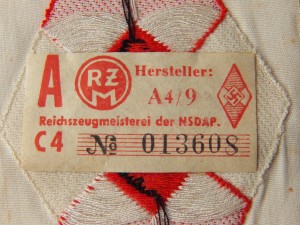 A RZM Hersteller:
A4/9
Reichszeugmeisterei der NSDAP.
C4 No 013608